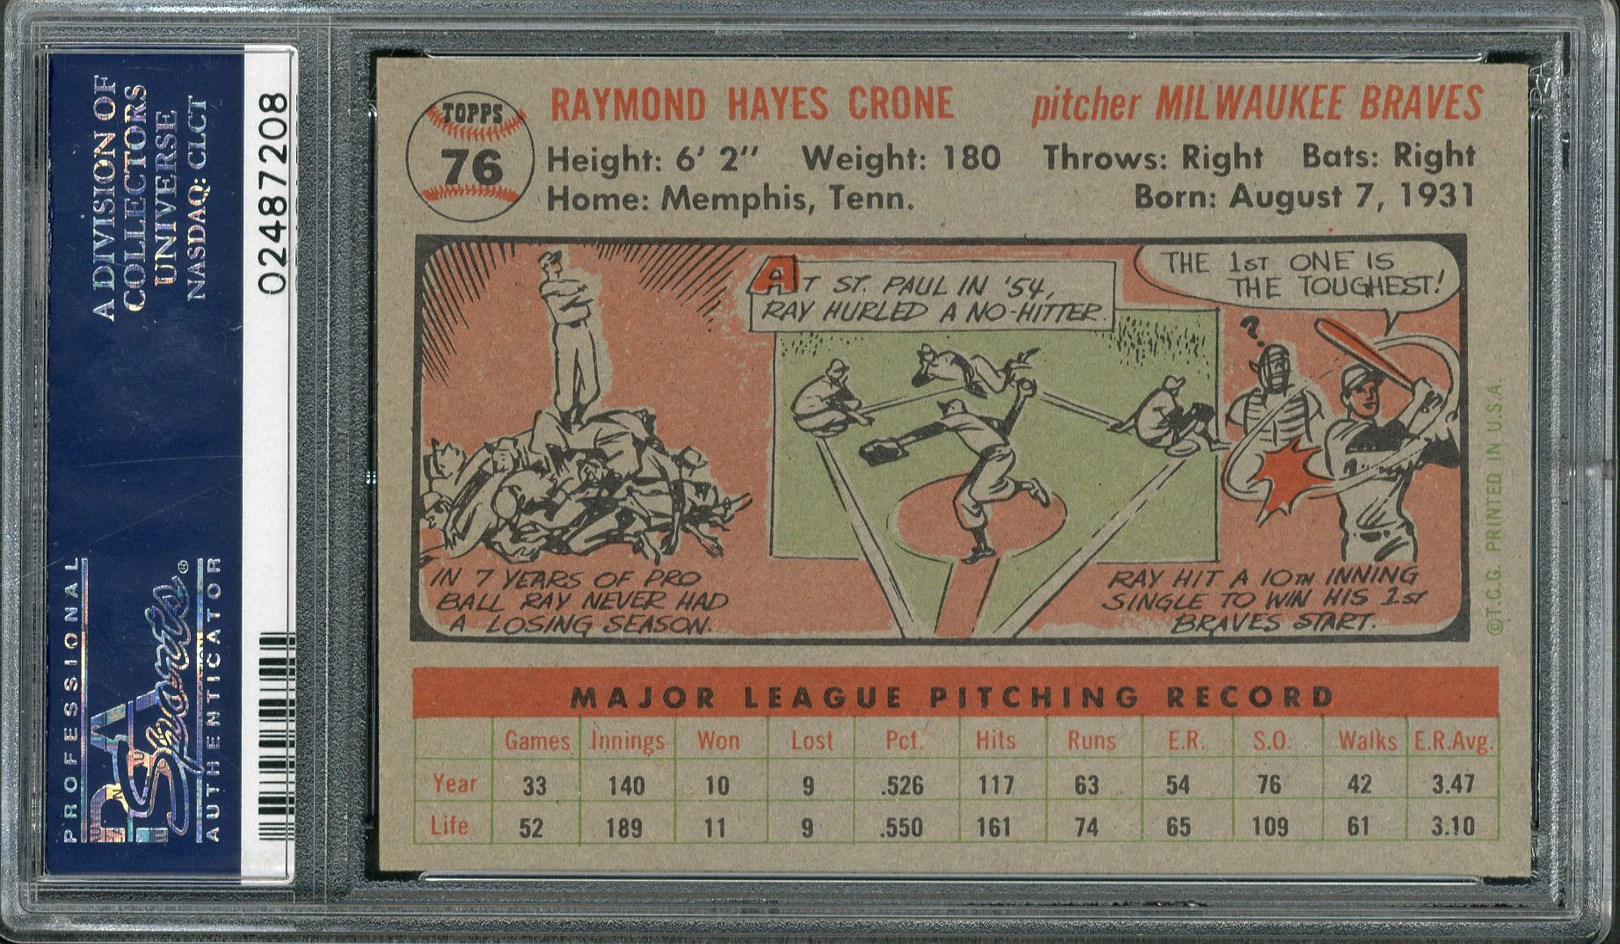 A DIVISION OF
COLLECTORS
UNIVERSE
NASDAQ: CLCT
PROFESSIONAL
PSA
Sports®
AUTHENTICATOR
02487208
TOPPS
76
RAYMOND HAYES CRONE pitcher MILWAUKEE BRAVES
Height: 6' 2" Weight: 180 Throws: Right Bats: Right
Home: Memphis, Tenn. Born: August 7, 1931
IN 7 YEARS OF PRO
BALL RAY NEVER HAD
A LOSING SEASON.
AT ST. PAUL IN '54,
RAY HURLED A NO-HITTER.
THE 1ST ONE IS
THE TOUGHEST!
?
RAY HIT A 10TH INNING
SINGLE TO WIN HIS 1ST
BRAVES START.
©T.C.G. PRINTED IN U.S.A.
MAJOR LEAGUE PITCHING RECORD
Games Innings Won Lost Pct. Hits Runs E.R. S.O. Walks E.R.Avg.
Year 33 140 10 9 .526 117 63 54 76 42 3.47
Life 52 189 11 9 .550 161 74 65 109 61 3.10